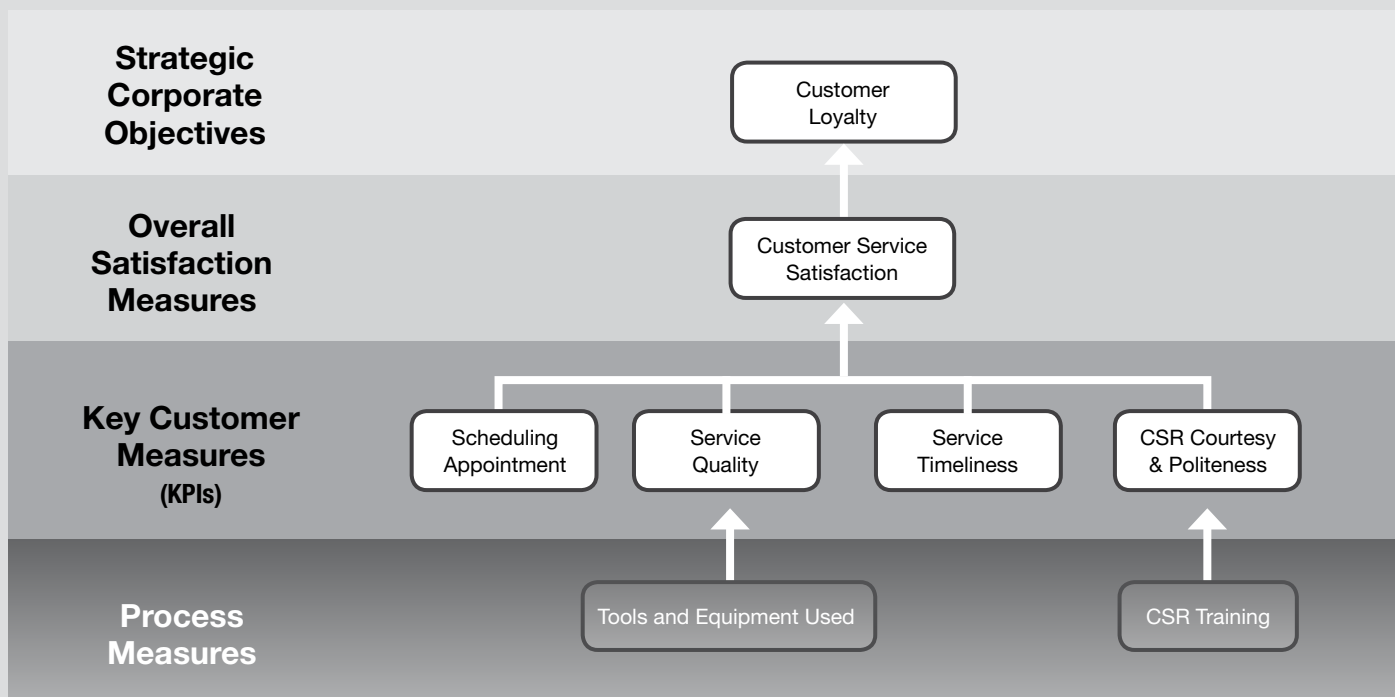 Strategic
Corporate
Objectives
Customer
Loyalty
Overall
Satisfaction
Measures
Customer Service
Satisfaction
Key Customer
Measures
(KPIs)
Scheduling
Appointment
Service
Quality
Service
Timeliness
CSR Courtesy
& Politeness
Process
Measures
Tools and Equipment Used
CSR Training